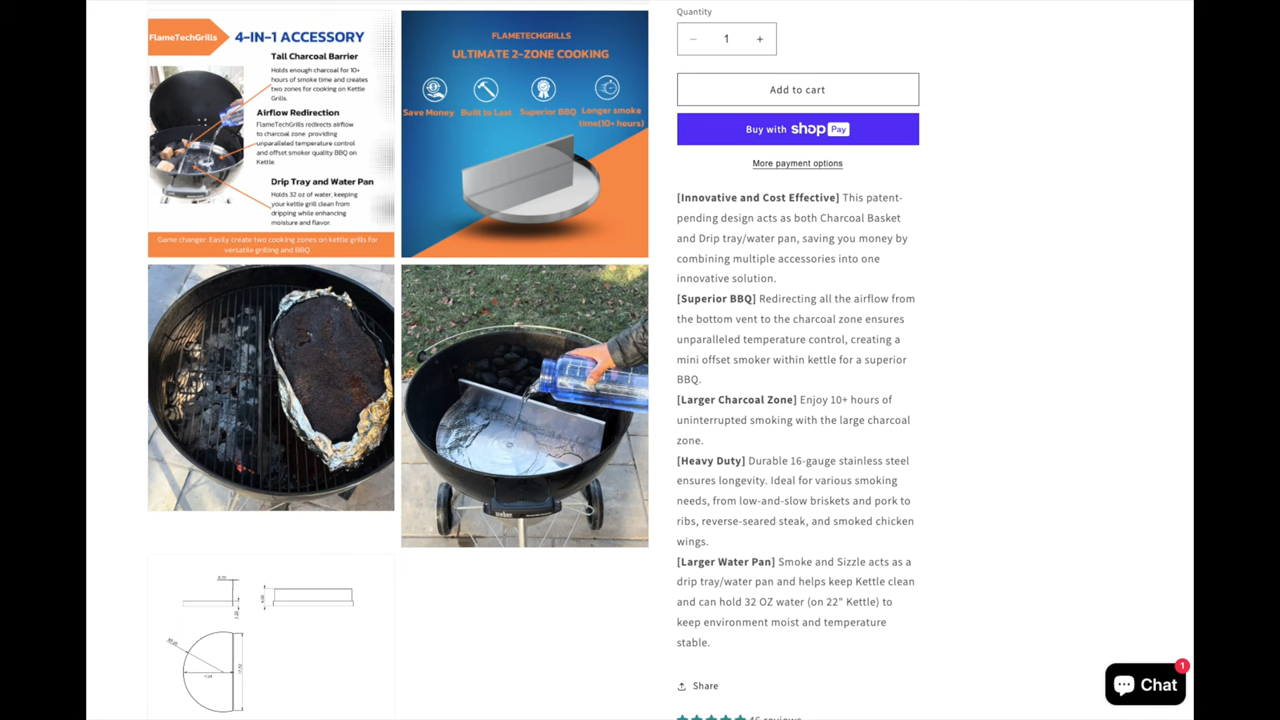 FlameTechGrills
4-IN-1 ACCESSORY
Tall Charcoal Barrier
Holds enough charcoal for 10+
hours of smoke time and creates
two zones for cooking on Kettle
Grills.
Airflow Redirection
FlameTechGrills redirects airflow
to charcoal zone providing
unparalleled temperature control
and offset smoker quality BBQ on
Kettle.
Drip Tray and Water Pan
Holds 32 oz of water, keeping
your kettle grill clean from
dripping while enhancing
moisture and flavor.
Game changer: Easily create two cooking zones on kettle grills for
versatile grilling and BBQ
FLAMETECHGRILLS
ULTIMATE 2-ZONE COOKING
Save Money
Built to Last
Superior BBQ
Longer smoke
time(10+ hours)
weber
Quantity
− 1 +
Add to cart
Buy with shop Pay
More payment options
[Innovative and Cost Effective] This patent-
pending design acts as both Charcoal Basket
and Drip tray/water pan, saving you money by
combining multiple accessories into one
innovative solution.
[Superior BBQ] Redirecting all the airflow from
the bottom vent to the charcoal zone ensures
unparalleled temperature control, creating a
mini offset smoker within kettle for a superior
BBQ.
[Larger Charcoal Zone] Enjoy 10+ hours of
uninterrupted smoking with the large charcoal
zone.
[Heavy Duty] Durable 16-gauge stainless steel
ensures longevity. Ideal for various smoking
needs, from low-and-slow briskets and pork to
ribs, reverse-seared steak, and smoked chicken
wings.
[Larger Water Pan] Smoke and Sizzle acts as a
drip tray/water pan and helps keep Kettle clean
and can hold 32 OZ water (on 22" Kettle) to
keep environment moist and temperature
stable.
Share
46 reviews
Chat
1